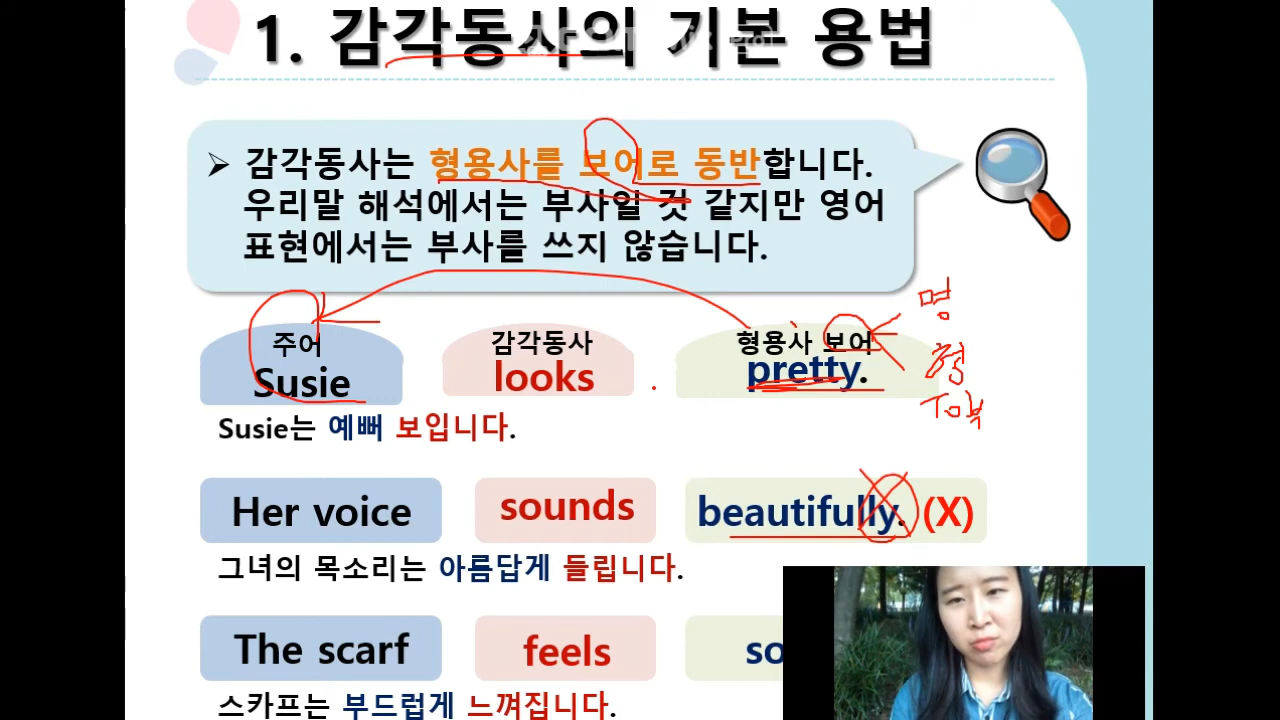 1. 감각동사의 기본 용법
➢ 감각동사는 형용사를 보어로 동반합니다.
우리말 해석에서는 부사일 것 같지만 영어
표현에서는 부사를 쓰지 않습니다.
명
주어 감각동사 형용사 보어
형
Susie looks pretty.
Susie는 예뻐 보입니다.
Her voice sounds beautifully. (X)
그녀의 목소리는 아름답게 들립니다.
The scarf feels so
스카프는 부드럽게 느껴집니다.